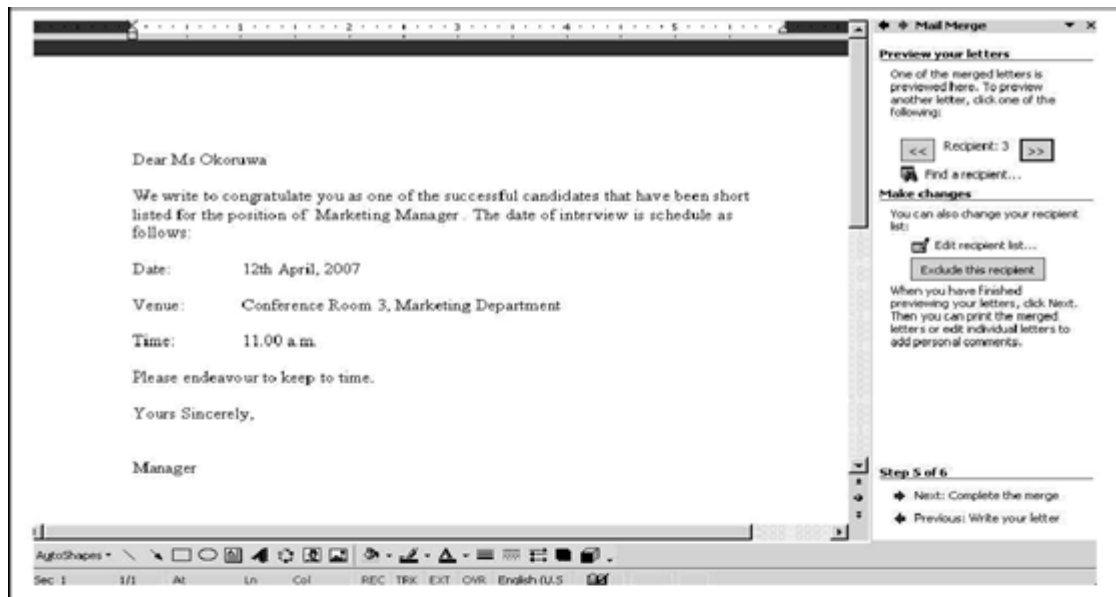 1 2 3 4 5
Dear Ms Okoruwa
We write to congratulate you as one of the successful candidates that have been short
listed for the position of Marketing Manager . The date of interview is schedule as
follows:
Date: 12th April, 2007
Venue: Conference Room 3, Marketing Department
Time: 11.00 a.m.
Please endeavour to keep to time.
Yours Sincerely,
Manager
Mail Merge
Preview your letters
One of the merged letters is
previewed here. To preview
another letter, click one of the
following:
<< Recipient: 3 >>
Find a recipient...
Make changes
You can also change your recipient
list:
Edit recipient list...
Exclude this recipient
When you have finished
previewing your letters, click Next.
Then you can print the merged
letters or edit individual letters to
add personal comments.
Step 5 of 6
Next: Complete the merge
Previous: Write your letter
AutoShapes
Sec 1 1/1 At Ln Col REC TRK EXT OVR English (U.S